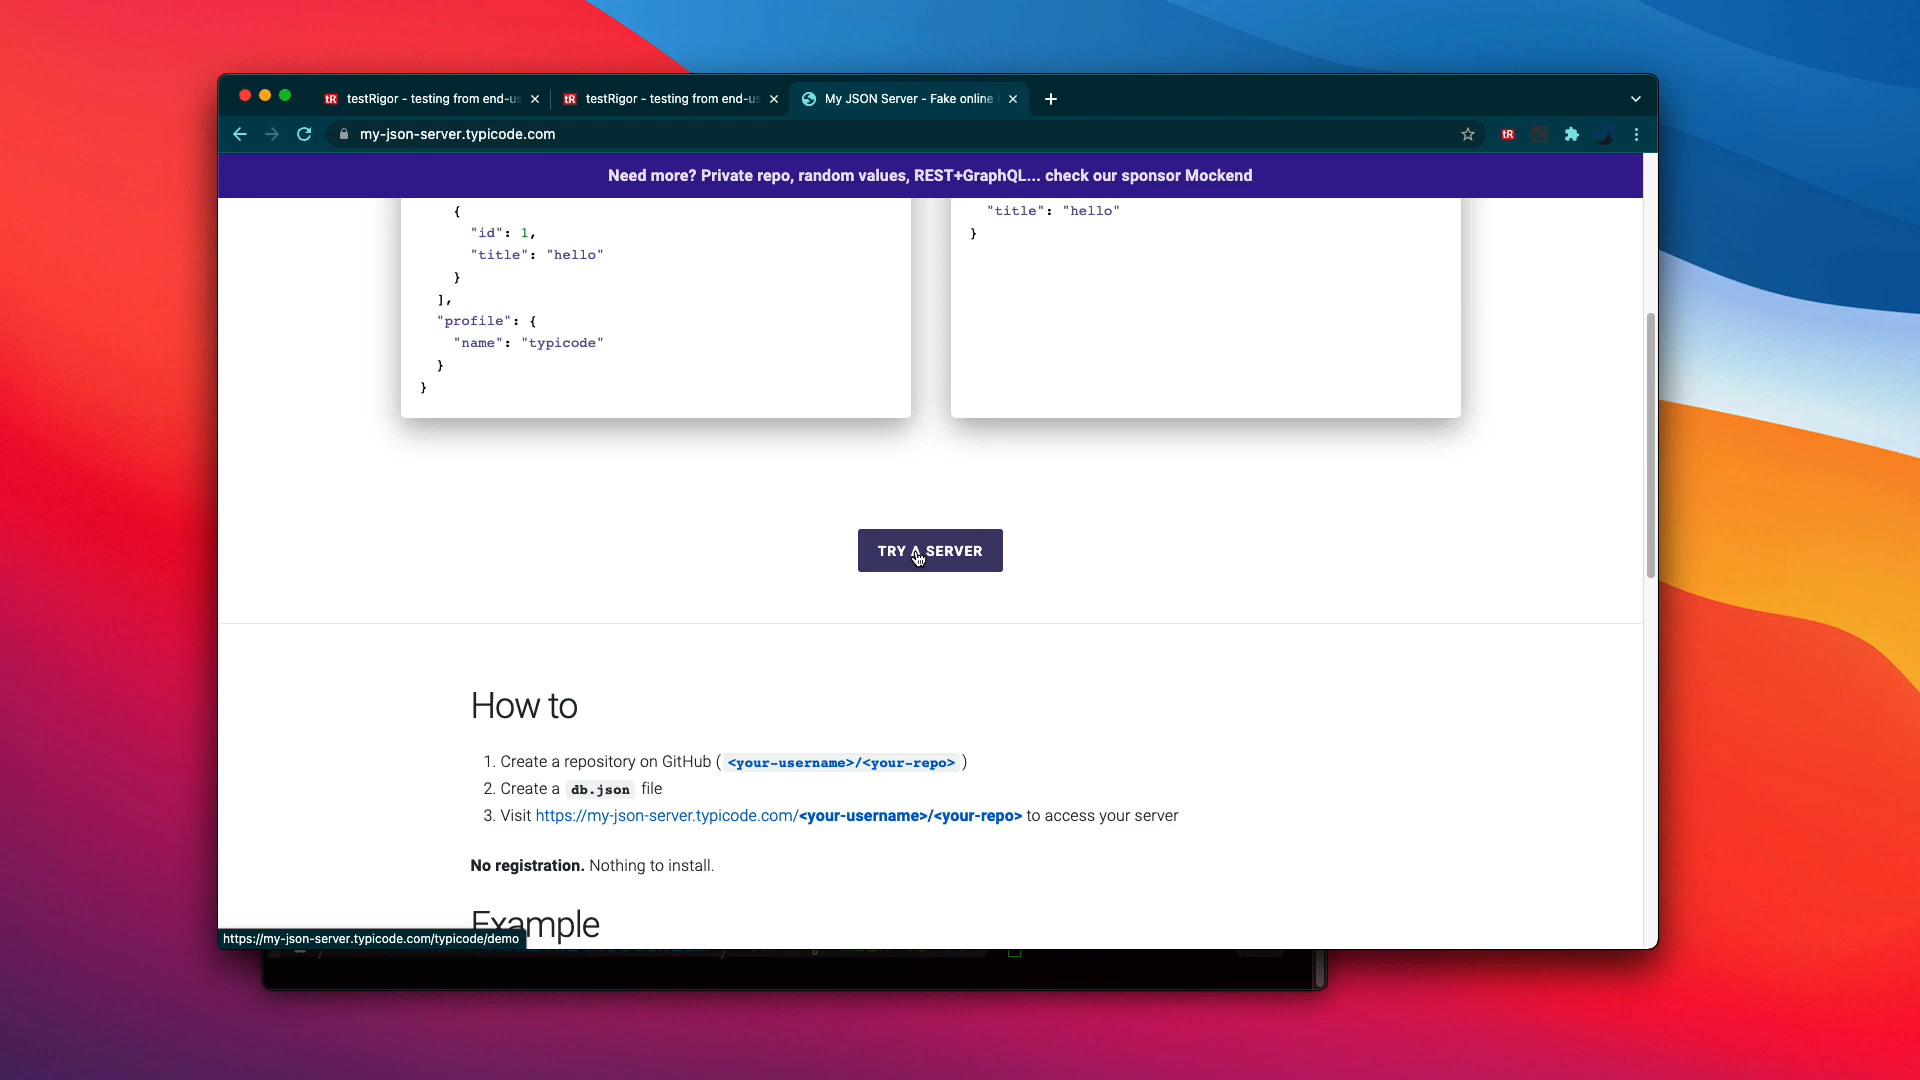 testRigor - testing from end-us
testRigor - testing from end-us
My JSON Server - Fake online
my-json-server.typicode.com
tR
Need more? Private repo, random values, REST+GraphQL... check our sponsor Mockend
{
"id": 1,
"title": "hello"
}
],
"profile": {
"name": "typicode"
}
}
"title": "hello"
}
TRY A SERVER
How to
1. Create a repository on GitHub ( <your-username>/<your-repo> )
2. Create a db.json file
3. Visit https://my-json-server.typicode.com/<your-username>/<your-repo> to access your server
No registration. Nothing to install.
Example
https://my-json-server.typicode.com/typicode/demo